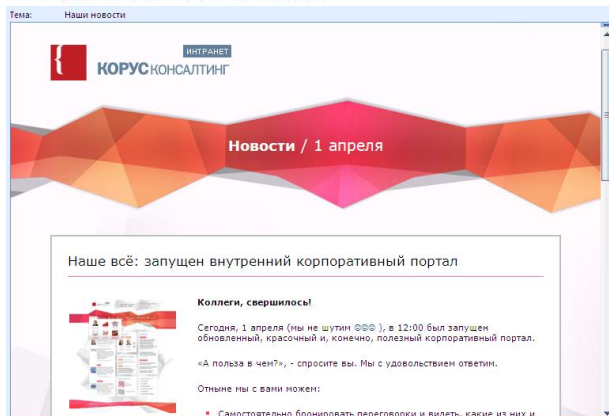 Тема: Наши новости
ИНТРАНЕТ
КОРУС КОНСАЛТИНГ
Новости / 1 апреля
Наше всё: запущен внутренний корпоративный портал
Коллеги, свершилось!
Сегодня, 1 апреля (мы не шутим ☺☺☺ ), в 12:00 был запущен
обновленный, красочный и, конечно, полезный корпоративный портал.
«А польза в чем?», - спросите вы. Мы с удовольствием ответим.
Отныне мы с вами можем:
Самостоятельно бронировать переговорки и видеть, какие из них и